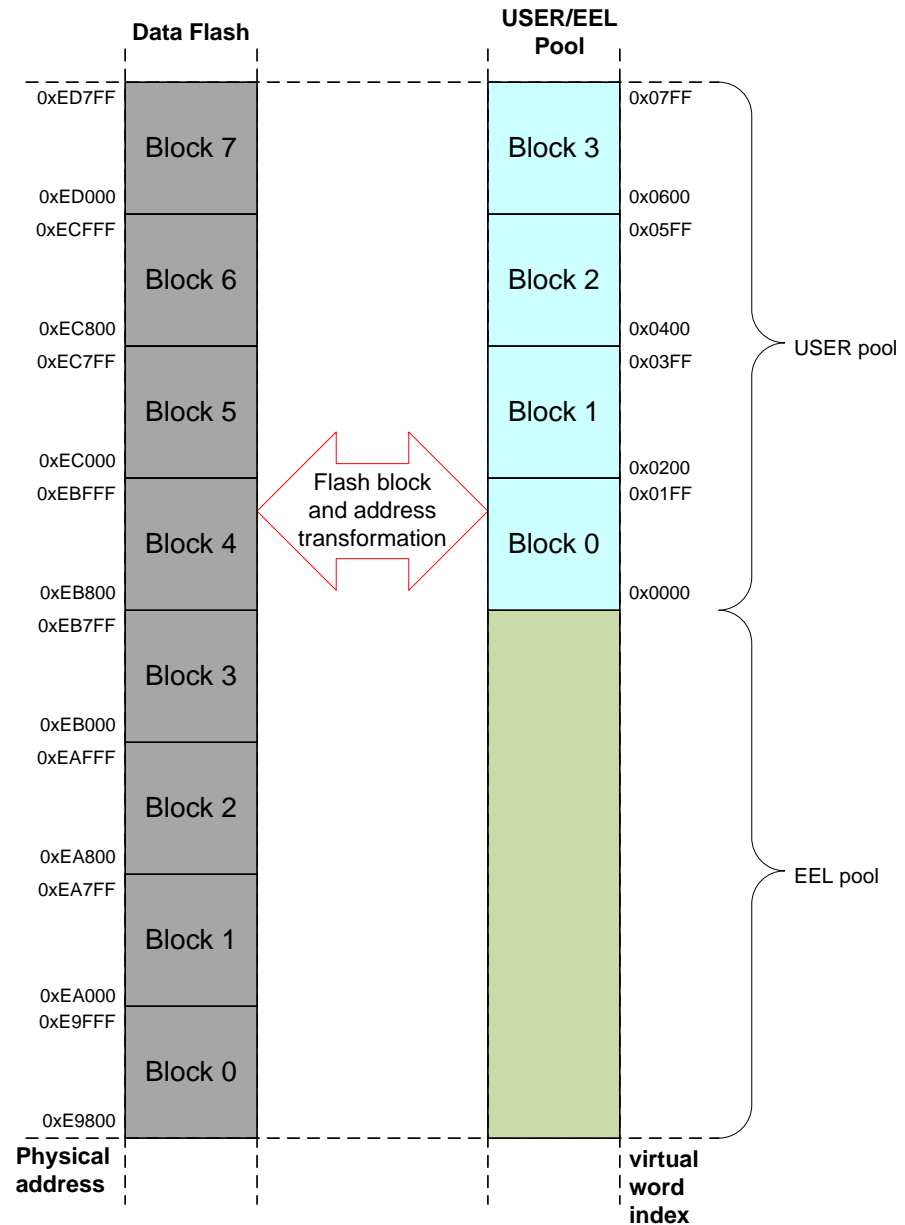 Data Flash
USER/EEL
Pool
0xED7FF
Block 7
0xED000
0xECFFF
Block 6
0xEC800
0xEC7FF
Block 5
0xEC000
0xEBFFF
Block 4
0xEB800
0xEB7FF
Block 3
0xEB000
0xEAFFF
Block 2
0xEA800
0xEA7FF
Block 1
0xEA000
0xE9FFF
Block 0
0xE9800
Physical
address
Flash block
and address
transformation
0x07FF
Block 3
0x0600
0x05FF
Block 2
0x0400
0x03FF
Block 1
0x0200
0x01FF
Block 0
0x0000
virtual
word
index
USER pool
EEL pool